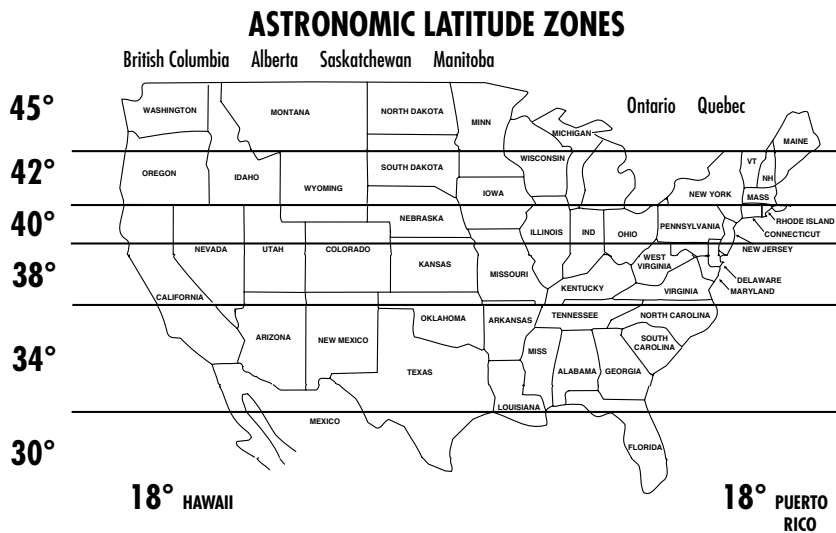 ASTRONOMIC LATITUDE ZONES
British Columbia Alberta Saskatchewan Manitoba
45°
Ontario Quebec
WASHINGTON
MONTANA
NORTH DAKOTA
MINN
MICHIGAN
MAINE
42°
OREGON
IDAHO
WYOMING
SOUTH DAKOTA
WISCONSIN
IOWA
NEW YORK
VT
NH
MASS
40°
NEVADA
UTAH
COLORADO
NEBRASKA
ILLINOIS
IND
OHIO
PENNSYLVANIA
RHODE ISLAND
CONNECTICUT
NEW JERSEY
38°
CALIFORNIA
KANSAS
MISSOURI
KENTUCKY
WEST
VIRGINIA
VIRGINIA
DELAWARE
MARYLAND
34°
ARIZONA
NEW MEXICO
OKLAHOMA
TEXAS
ARKANSAS
TENNESSEE
NORTH CAROLINA
SOUTH
CAROLINA
MISS
ALABAMA
GEORGIA
LOUISIANA
30°
MEXICO
FLORIDA
18° HAWAII
18° PUERTO
RICO